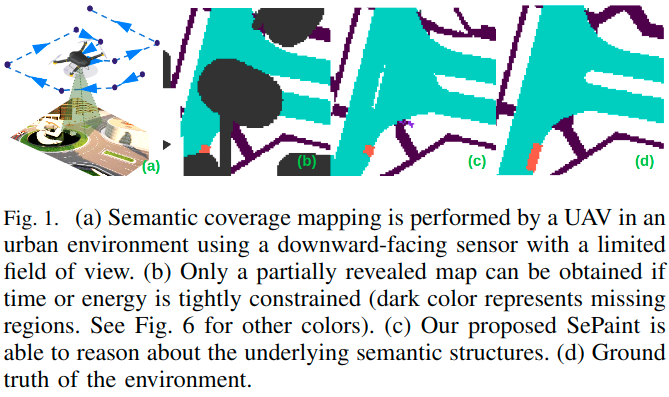 (a)
(b)
(c)
(d)
Fig. 1. (a) Semantic coverage mapping is performed by a UAV in an
urban environment using a downward-facing sensor with a limited
field of view. (b) Only a partially revealed map can be obtained if
time or energy is tightly constrained (dark color represents missing
regions. See Fig. 6 for other colors). (c) Our proposed SePaint is
able to reason about the underlying semantic structures. (d) Ground
truth of the environment.